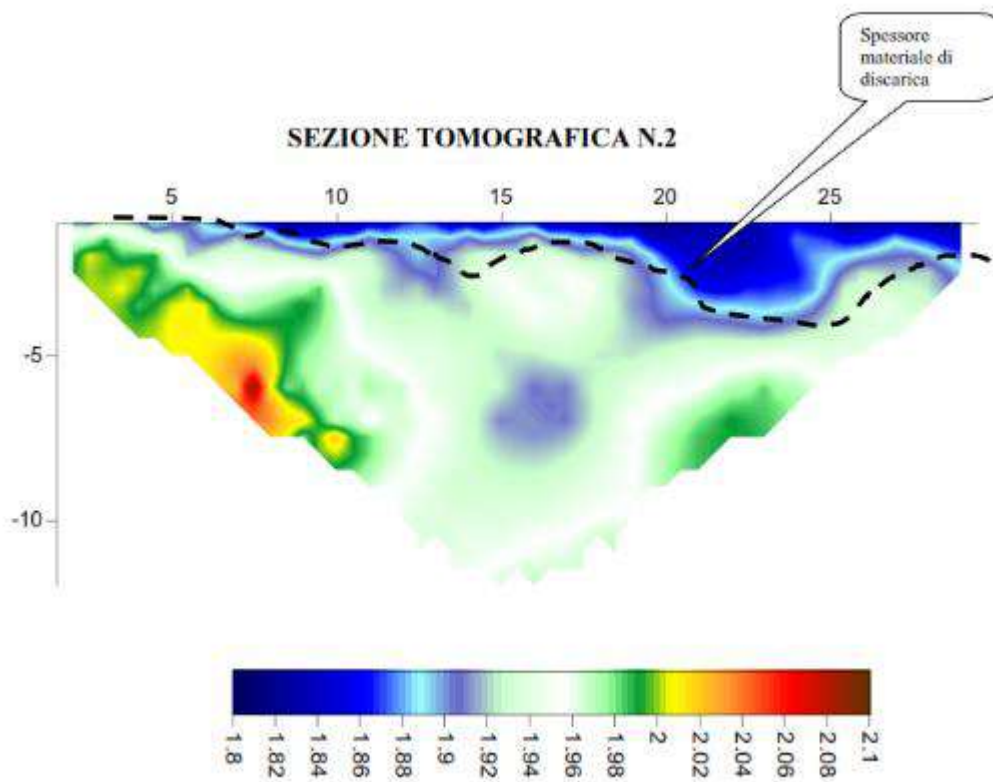 Spessore
materiale di
discarica
SEZIONE TOMOGRAFICA N.2
5 10 15 20 25
-5
-10
1.8 1.82 1.84 1.86 1.88 1.9 1.92 1.94 1.96 1.98 2 2.02 2.04 2.06 2.08 2.1